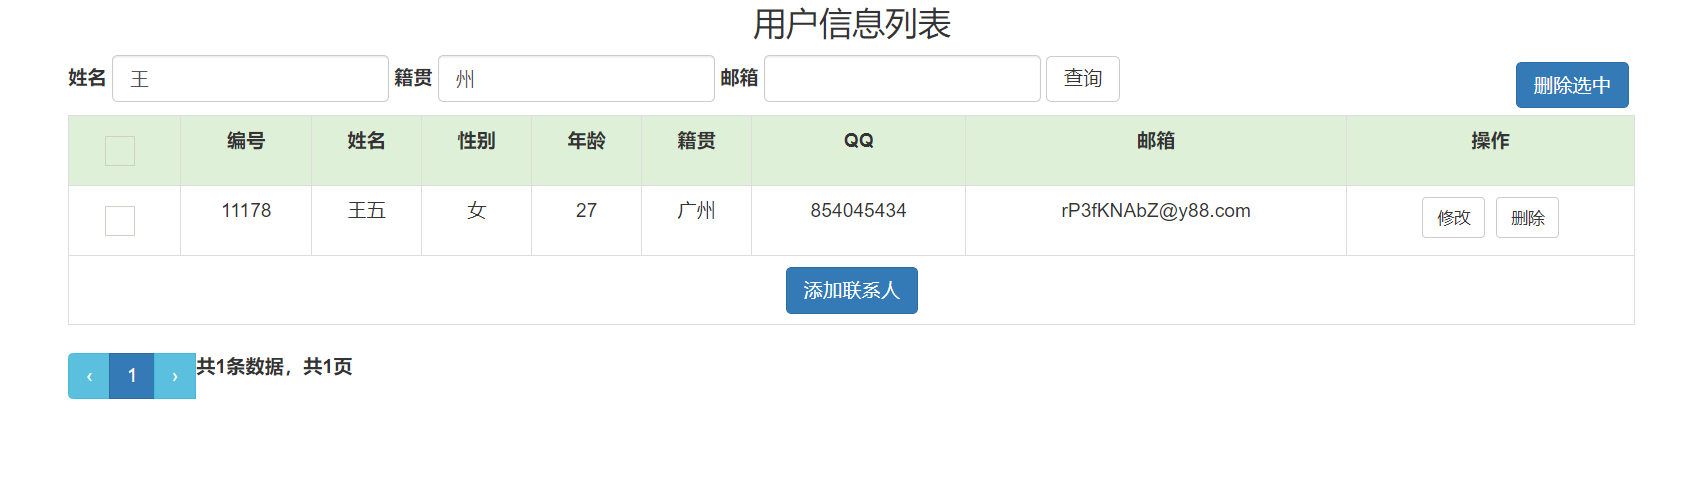 用户信息列表
姓名 王 籍贯 州 邮箱 查询 删除选中
编号 姓名 性别 年龄 籍贯 QQ 邮箱 操作
11178 王五 女 27 广州 854045434 rP3fKNAbZ@y88.com 修改 删除
添加联系人
‹ 1 › 共1条数据，共1页